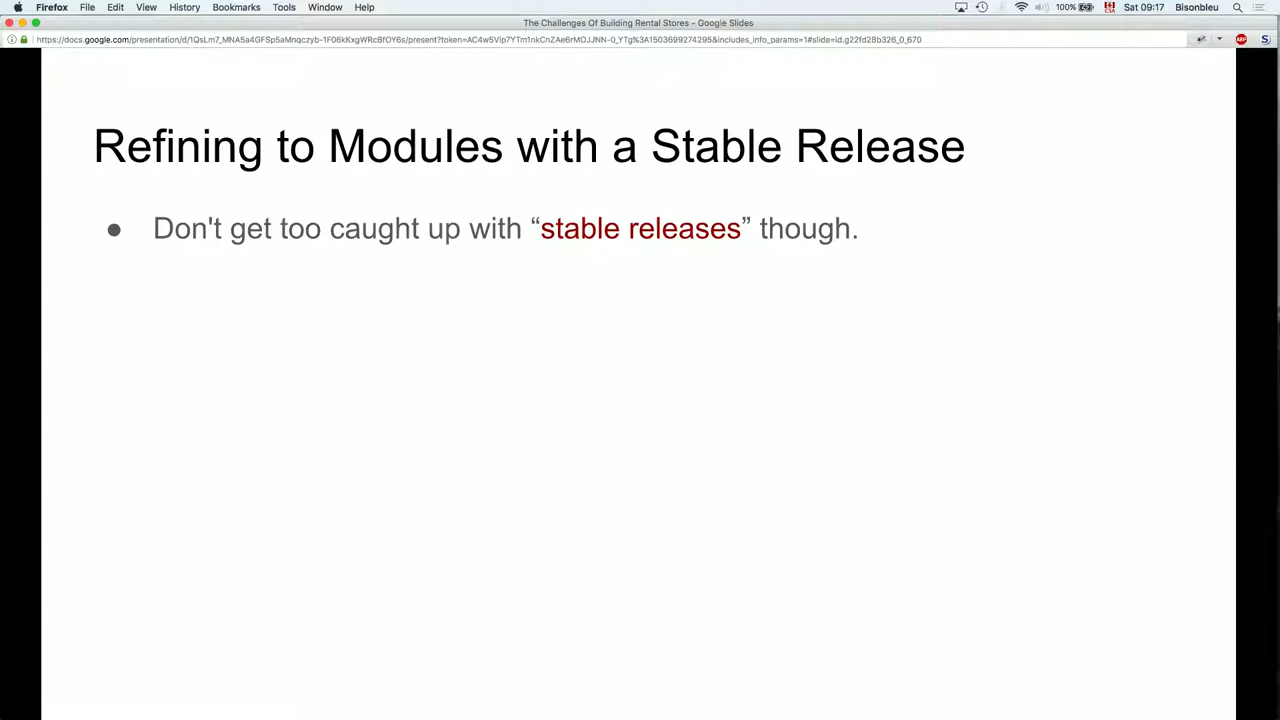 Firefox File Edit View History Bookmarks Tools Window Help 100% Sat 09:17 Bisonbleu
The Challenges Of Building Rental Stores - Google Slides
ABP S
Refining to Modules with a Stable Release
● Don't get too caught up with “stable releases” though.